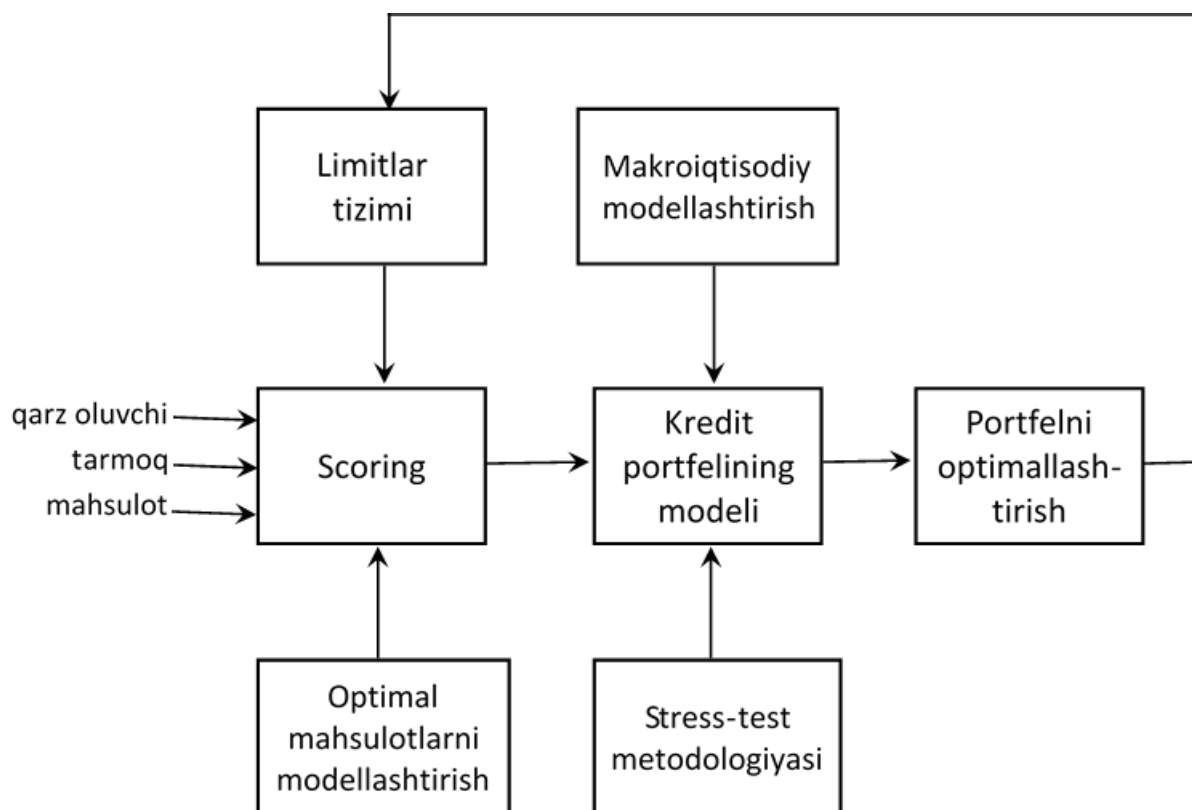 Limitlar
tizimi
Makroiqtisodiy
modellashtirish
qarz oluvchi
tarmoq
mahsulot
Scoring
Kredit
portfelining
modeli
Portfelni
optimallash-
tirish
Optimal
mahsulotlarni
modellashtirish
Stress-test
metodologiyasi